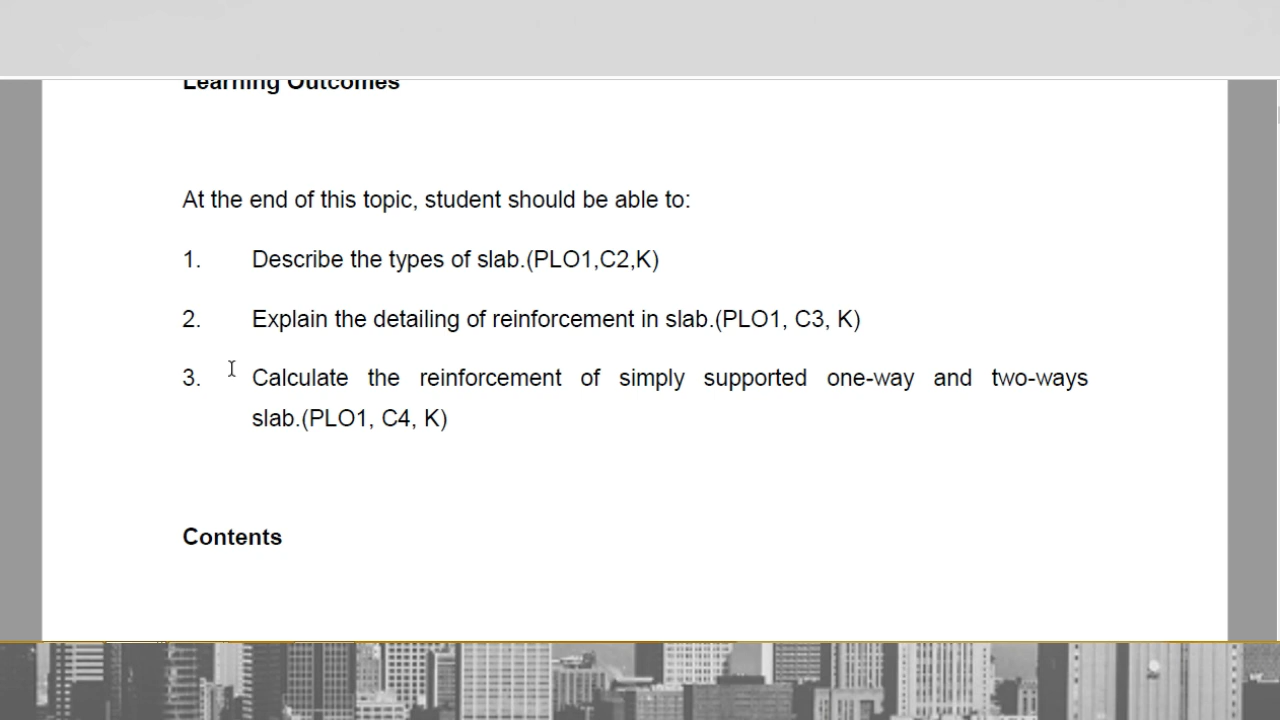 Learning Outcomes
At the end of this topic, student should be able to:
1. Describe the types of slab.(PLO1,C2,K)
2. Explain the detailing of reinforcement in slab.(PLO1, C3, K)
3. Calculate the reinforcement of simply supported one-way and two-ways
slab.(PLO1, C4, K)
Contents